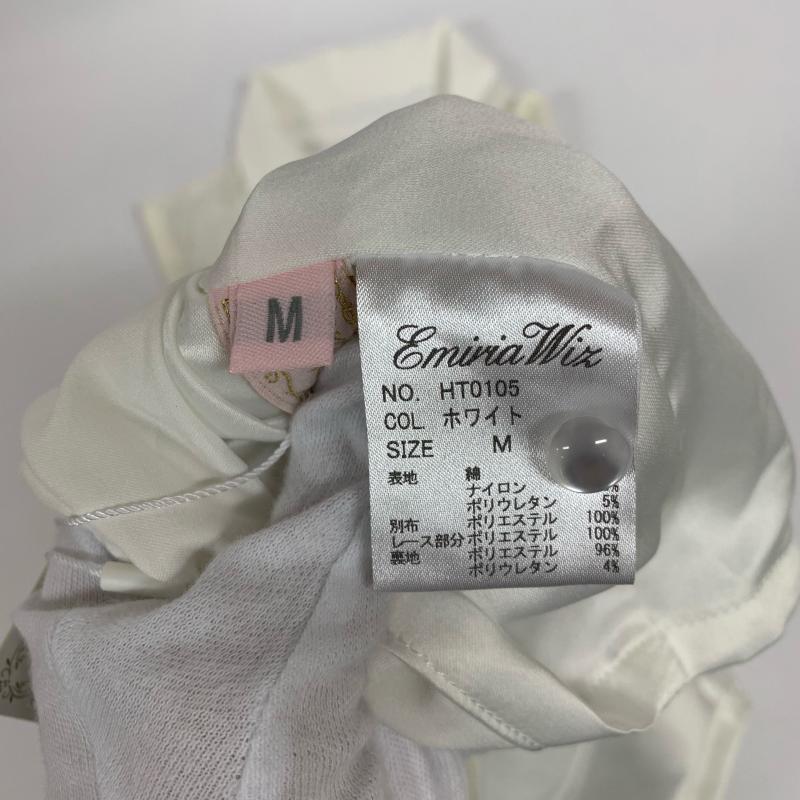 M
Emiria Wiz
NO. HT0105
COL ホワイト
SIZE M
表地 綿
ナイロン
ポリウレタン 5%
別布 ポリエステル 100%
レース部分 ポリエステル 100%
裏地 ポリエステル 96%
ポリウレタン 4%